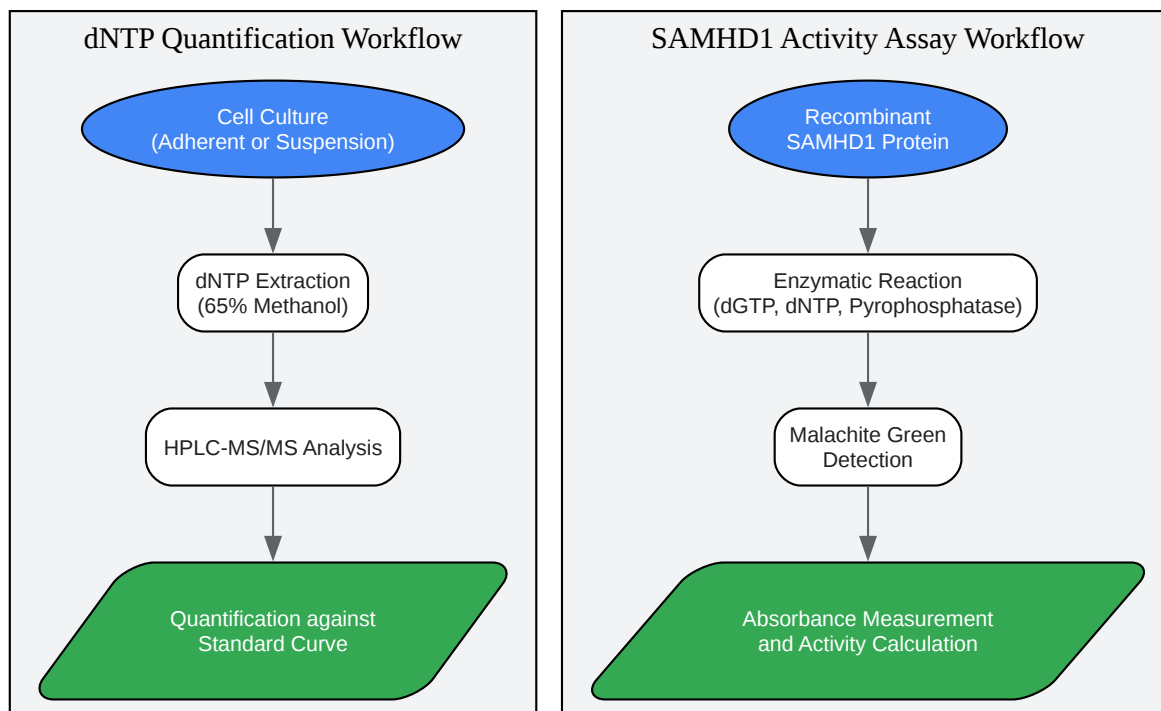 dNTP Quantification Workflow
Cell Culture
(Adherent or Suspension)
dNTP Extraction
(65% Methanol)
HPLC-MS/MS Analysis
Quantification against
Standard Curve
SAMHD1 Activity Assay Workflow
Recombinant
SAMHD1 Protein
Enzymatic Reaction
(dGTP, dNTP, Pyrophosphatase)
Malachite Green
Detection
Absorbance Measurement
and Activity Calculation